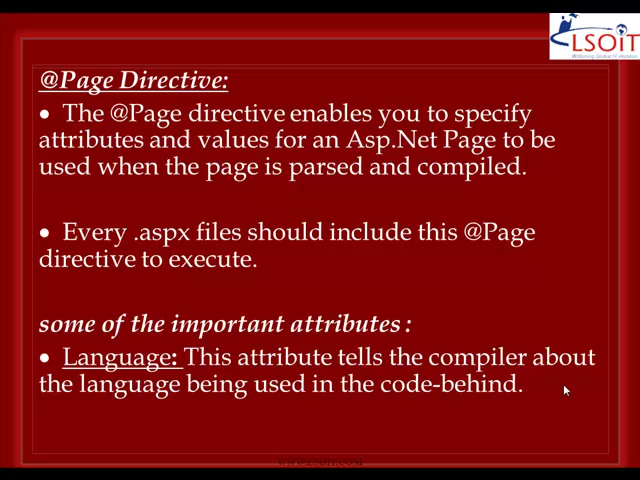 LSOiT
@Page Directive:
• The @Page directive enables you to specify
attributes and values for an Asp.Net Page to be
used when the page is parsed and compiled.
• Every .aspx files should include this @Page
directive to execute.
some of the important attributes :
• Language: This attribute tells the compiler about
the language being used in the code-behind.